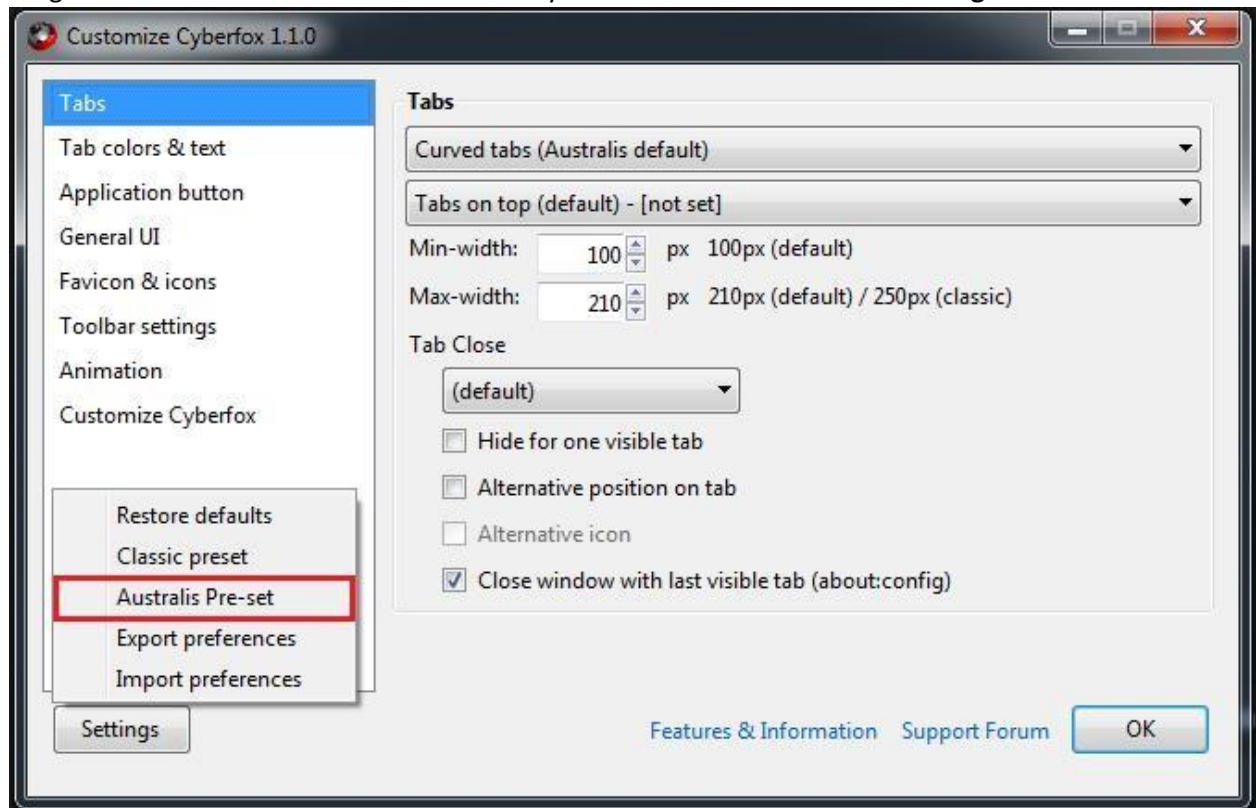 Customize Cyberfox 1.1.0
Tabs
Tab colors & text
Application button
General UI
Favicon & icons
Toolbar settings
Animation
Customize Cyberfox
Restore defaults
Classic preset
Australis Pre-set
Export preferences
Import preferences
Settings
Tabs
Curved tabs (Australis default)
Tabs on top (default) - [not set]
Min-width: 100 px 100px (default)
Max-width: 210 px 210px (default) / 250px (classic)
Tab Close
(default)
Hide for one visible tab
Alternative position on tab
Alternative icon
Close window with last visible tab (about:config)
Features & Information Support Forum OK